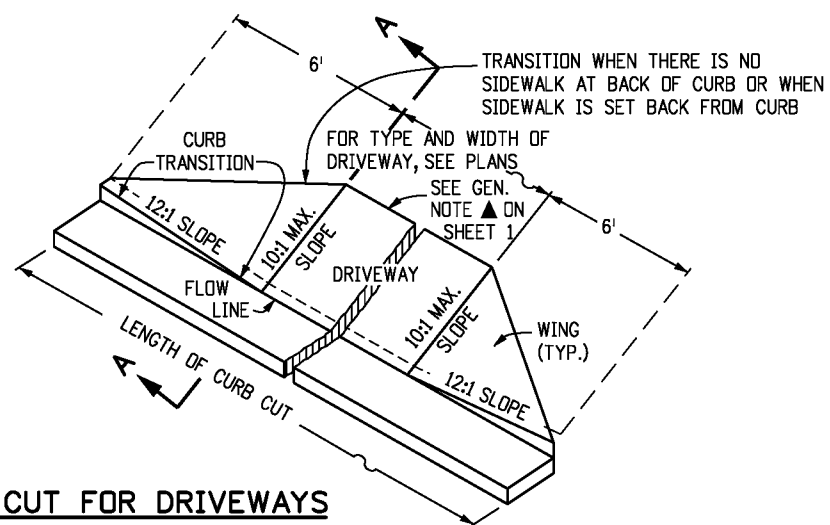 A
6'
TRANSITION WHEN THERE IS NO
SIDEWALK AT BACK OF CURB OR WHEN
SIDEWALK IS SET BACK FROM CURB
CURB
TRANSITION
FOR TYPE AND WIDTH OF
DRIVEWAY, SEE PLANS
SEE GEN.
NOTE ▲ ON
SHEET 1
6'
12:1 SLOPE
10:1 MAX.
SLOPE
DRIVEWAY
FLOW
LINE
10:1 MAX.
SLOPE
WING
(TYP.)
12:1 SLOPE
LENGTH OF CURB CUT
A
CUT FOR DRIVEWAYS